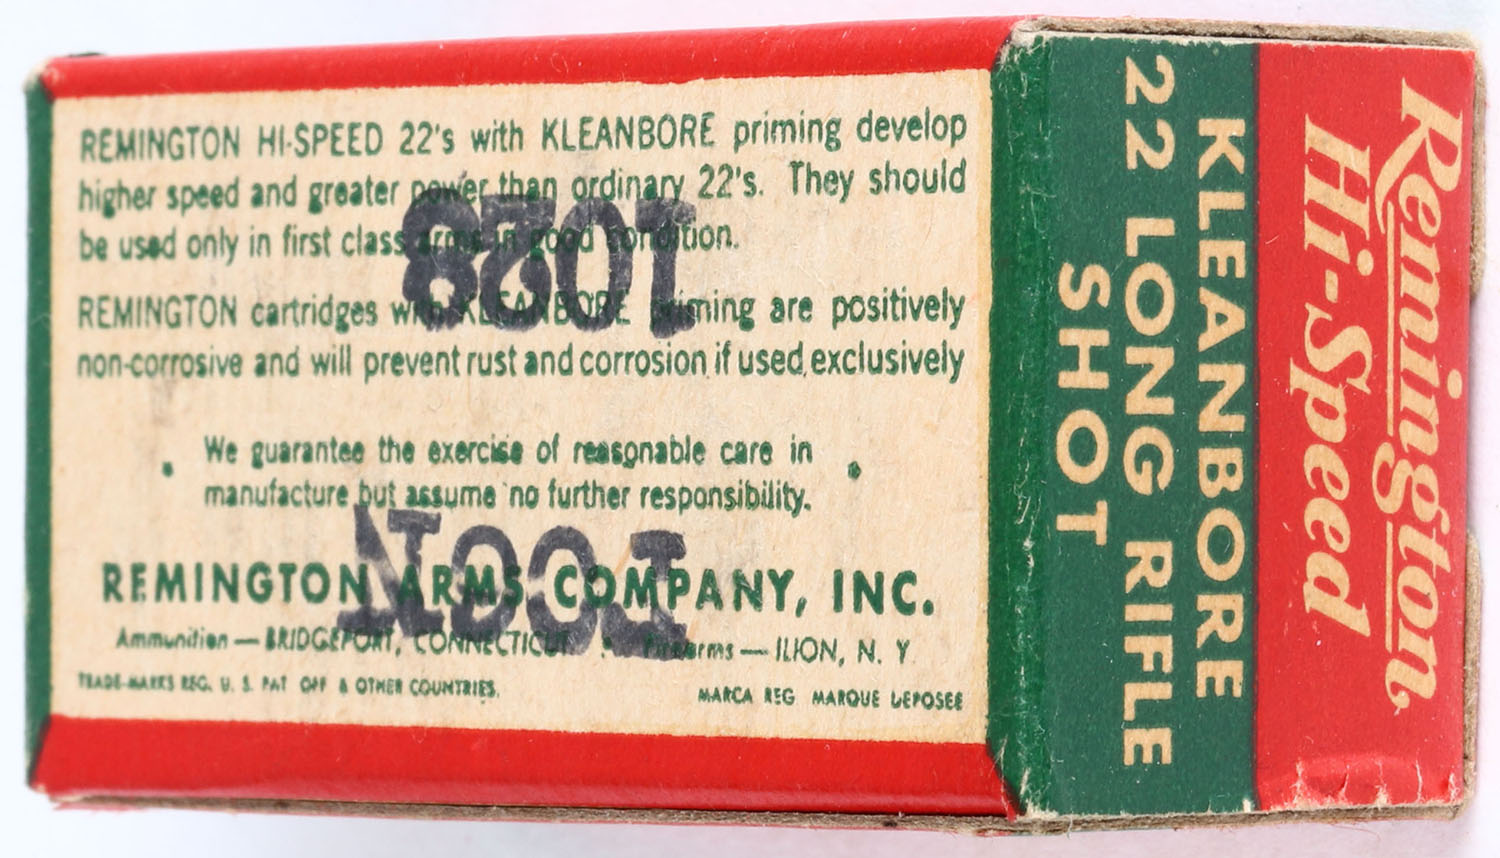 REMINGTON HI-SPEED 22's with KLEANBORE priming develop
higher speed and greater power than ordinary 22's. They should
be used only in first class arms in good condition.
1028
REMINGTON cartridges with KLEANBORE priming are positively
non-corrosive and will prevent rust and corrosion if used exclusively
We guarantee the exercise of reasonable care in
manufacture but assume no further responsibility.
REMINGTON ARMS COMPANY, INC.
Ammunition — BRIDGEPORT, CONNECTICUT • Firearms — ILION, N. Y.
TRADE-MARKS REG. U. S. PAT OFF & OTHER COUNTRIES.
MARCA REG MARQUE DEPOSEE
Remington
Hi-Speed
KLEANBORE
22 LONG RIFLE
SHOT